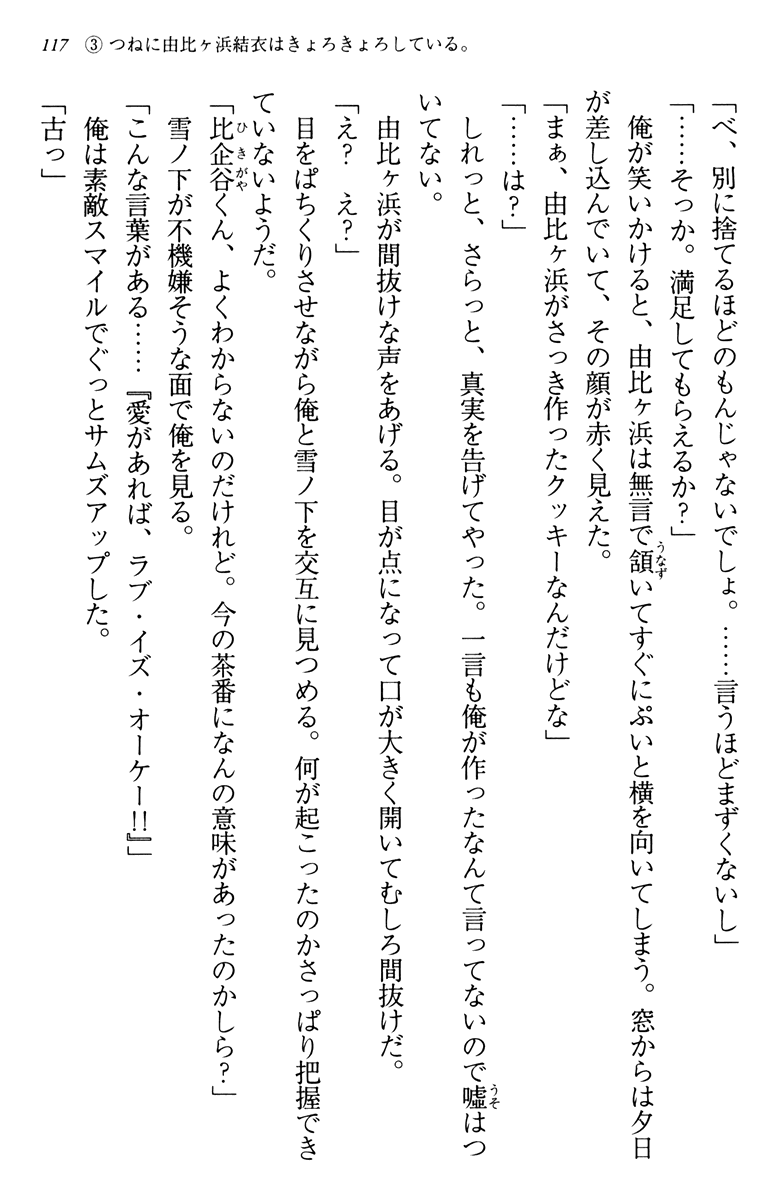 117 ③ つねに由比ヶ浜結衣はきょろきょろしている。
「べ、別に捨てるほどのもんじゃないでしょ。……言うほどまずくないし」
「……そっか。満足してもらえるか？」
　俺が笑いかけると、由比ヶ浜は無言で頷いてすぐにぷいと横を向いてしまう。窓からは夕日
が差し込んでいて、その顔が赤く見えた。
「まぁ、由比ヶ浜がさっき作ったクッキーなんだけどな」
「……は？」
　しれっと、さらっと、真実を告げてやった。一言も俺が作ったなんて言ってないので嘘はつ
いてない。
　由比ヶ浜が間抜けな声をあげる。目が点になって口が大きく開いてむしろ間抜けだ。
「え？　え？」
　目をぱちくりさせながら俺と雪ノ下を交互に見つめる。何が起こったのかさっぱり把握でき
ていないようだ。
「比企谷くん、よくわからないのだけれど。今の茶番になんの意味があったのかしら？」
　雪ノ下が不機嫌そうな面で俺を見る。
「こんな言葉がある……『愛があれば、ラブ・イズ・オーケー!!』」
　俺は素敵スマイルでぐっとサムズアップした。
「古っ」
うなず
うそ
ひきがや